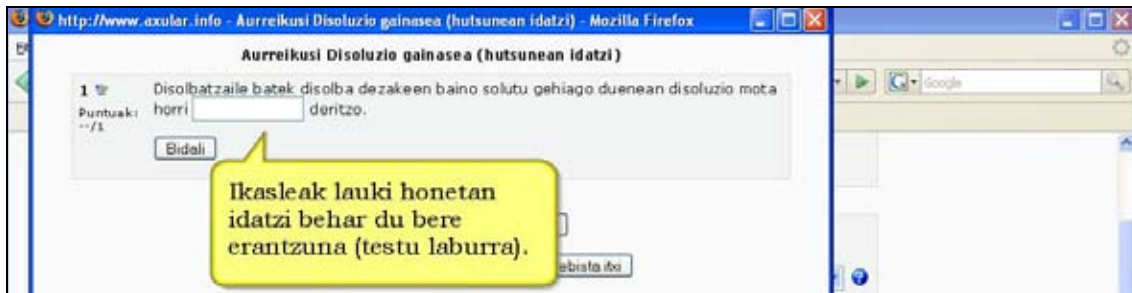 http://www.axular.info - Aurreikusi Disoluzio gainasea (hutsunean idatzi) - Mozilla Firefox
Aurreikusi Disoluzio gainasea (hutsunean idatzi)
1
Puntuak:
--/1
Disolbatzaile batek disolba dezakeen baino solutu gehiago duenean disoluzio mota
horri deritzo.
Bidali
Ikasleak lauki honetan
idatzi behar du bere
erantzuna (testu laburra).
itxi
Google